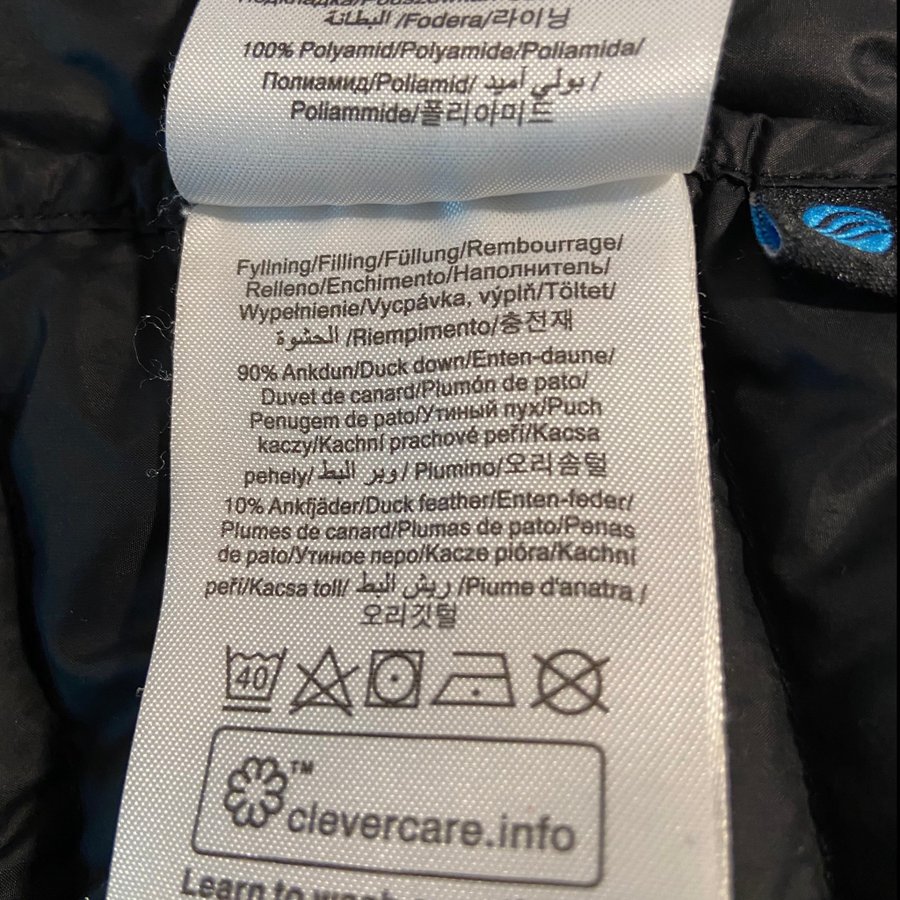 /Fodera/라이닝 البطانة
100% Polyamid/Polyamide/Poliamida/
Полиамид/Poliamid/ بولي أميد /
Poliammide/폴리아미드
Fyllning/Filling/Füllung/Rembourrage/
Relleno/Enchimento/Наполнитель/
Wypełnienie/Vycpávka, výplň/Töltet/
الحشوة /Riempimento/충전재
90% Ankdun/Duck down/Enten-daune/
Duvet de canard/Plumón de pato/
Penugem de pato/Утиный пух/Puch
kaczy/Kachní prachové peří/Kacsa
pehely/ وبر البط / Piumino/오리솜털
10% Ankfjäder/Duck feather/Enten-feder/
Plumes de canard/Plumas de pato/Penas
de pato/Утиное перо/Kacze pióra/Kachní
peří/Kacsa toll/ ريش البط /Piume d'anatra /
오리깃털
40
™
clevercare.info
Learn to